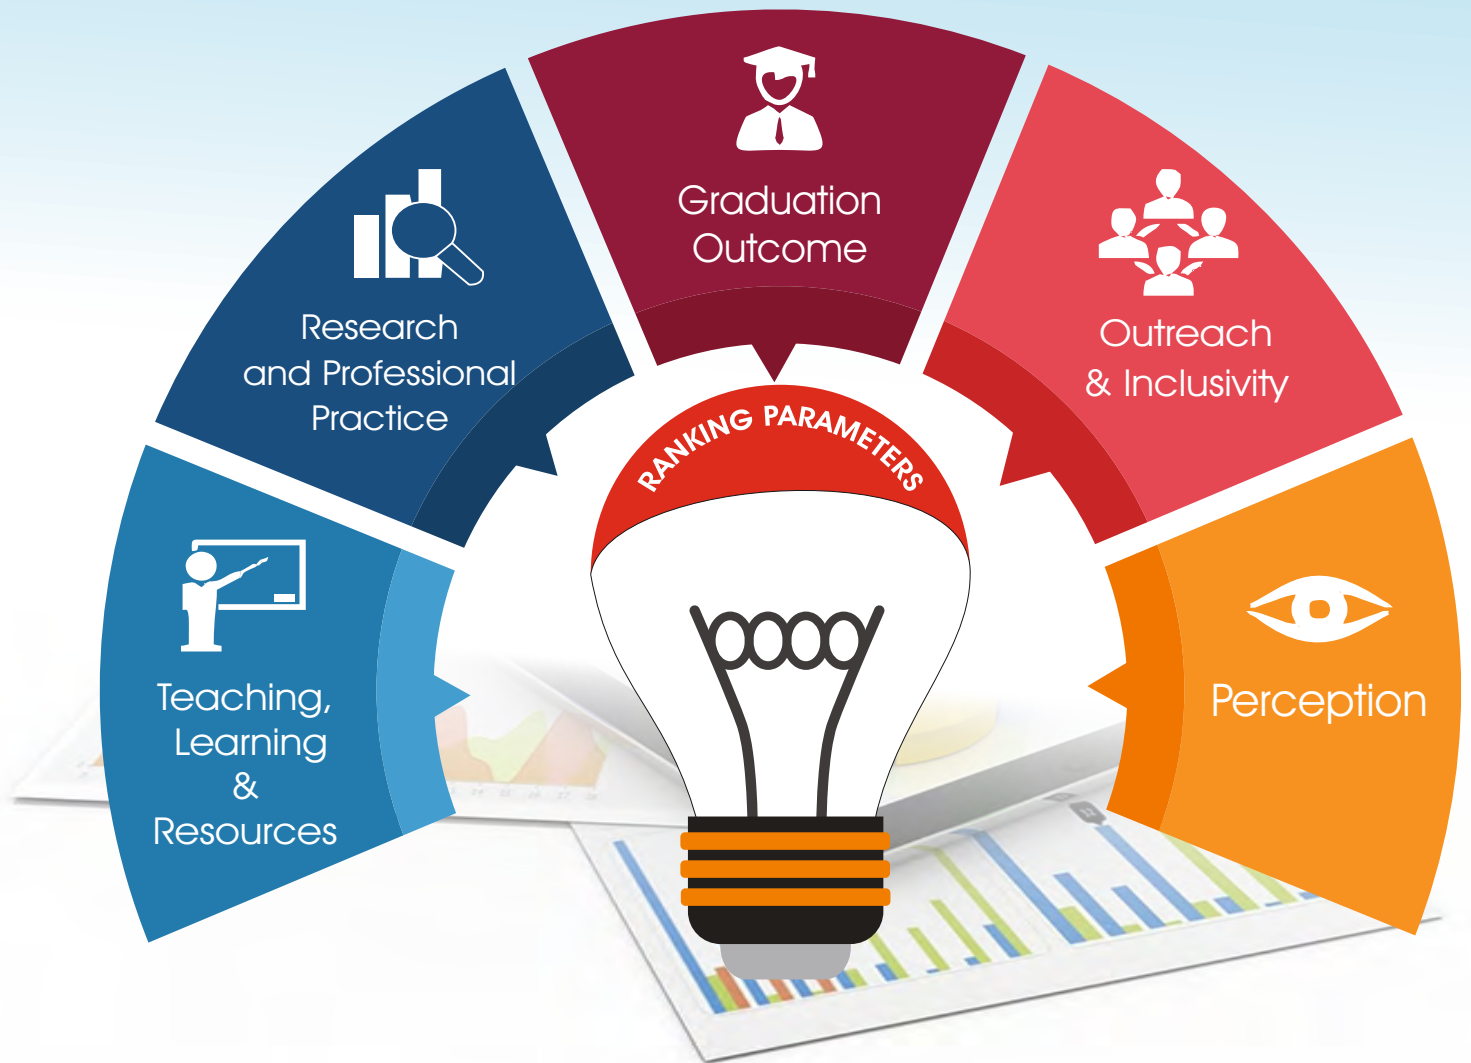 Graduation
Outcome
Research
and Professional
Practice
Outreach
& Inclusivity
RANKING PARAMETERS
Teaching,
Learning
&
Resources
Perception